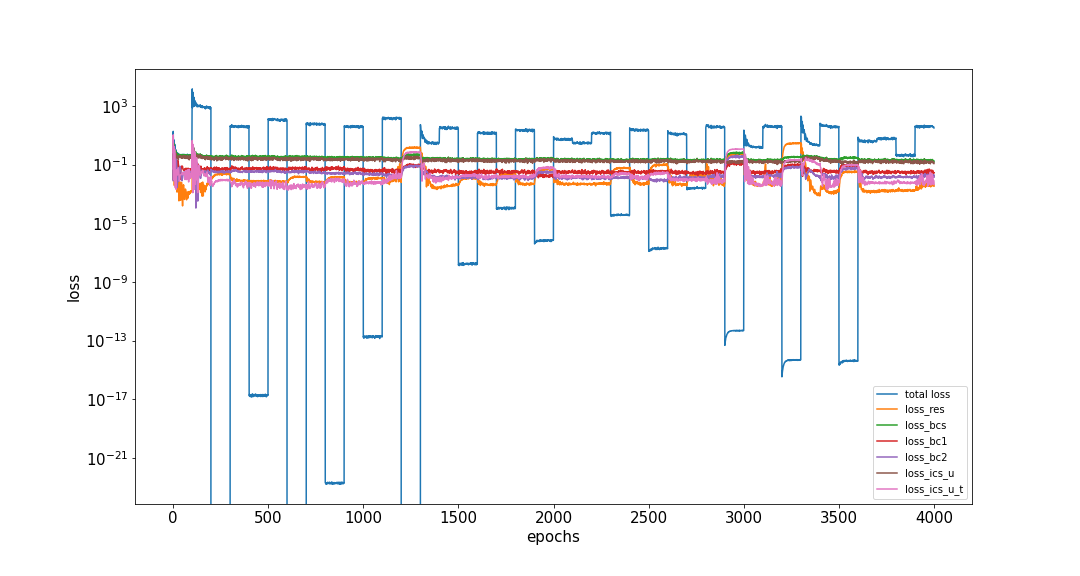 loss
10^3
10^-1
10^-5
10^-9
10^-13
10^-17
10^-21
total loss
loss_res
loss_bcs
loss_bc1
loss_bc2
loss_ics_u
loss_ics_u_t
0 500 1000 1500 2000 2500 3000 3500 4000
epochs